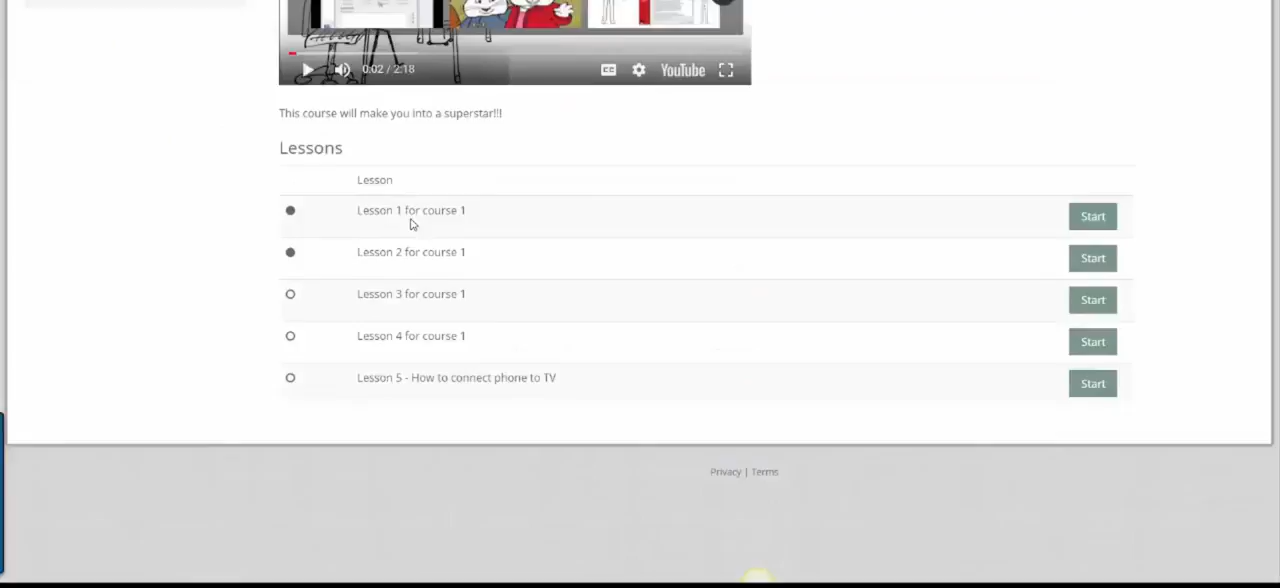 0:02 / 2:18
CC
YouTube
This course will make you into a superstar!!!
Lessons
Lesson
Lesson 1 for course 1
Start
Lesson 2 for course 1
Start
Lesson 3 for course 1
Start
Lesson 4 for course 1
Start
Lesson 5 - How to connect phone to TV
Start
Privacy | Terms